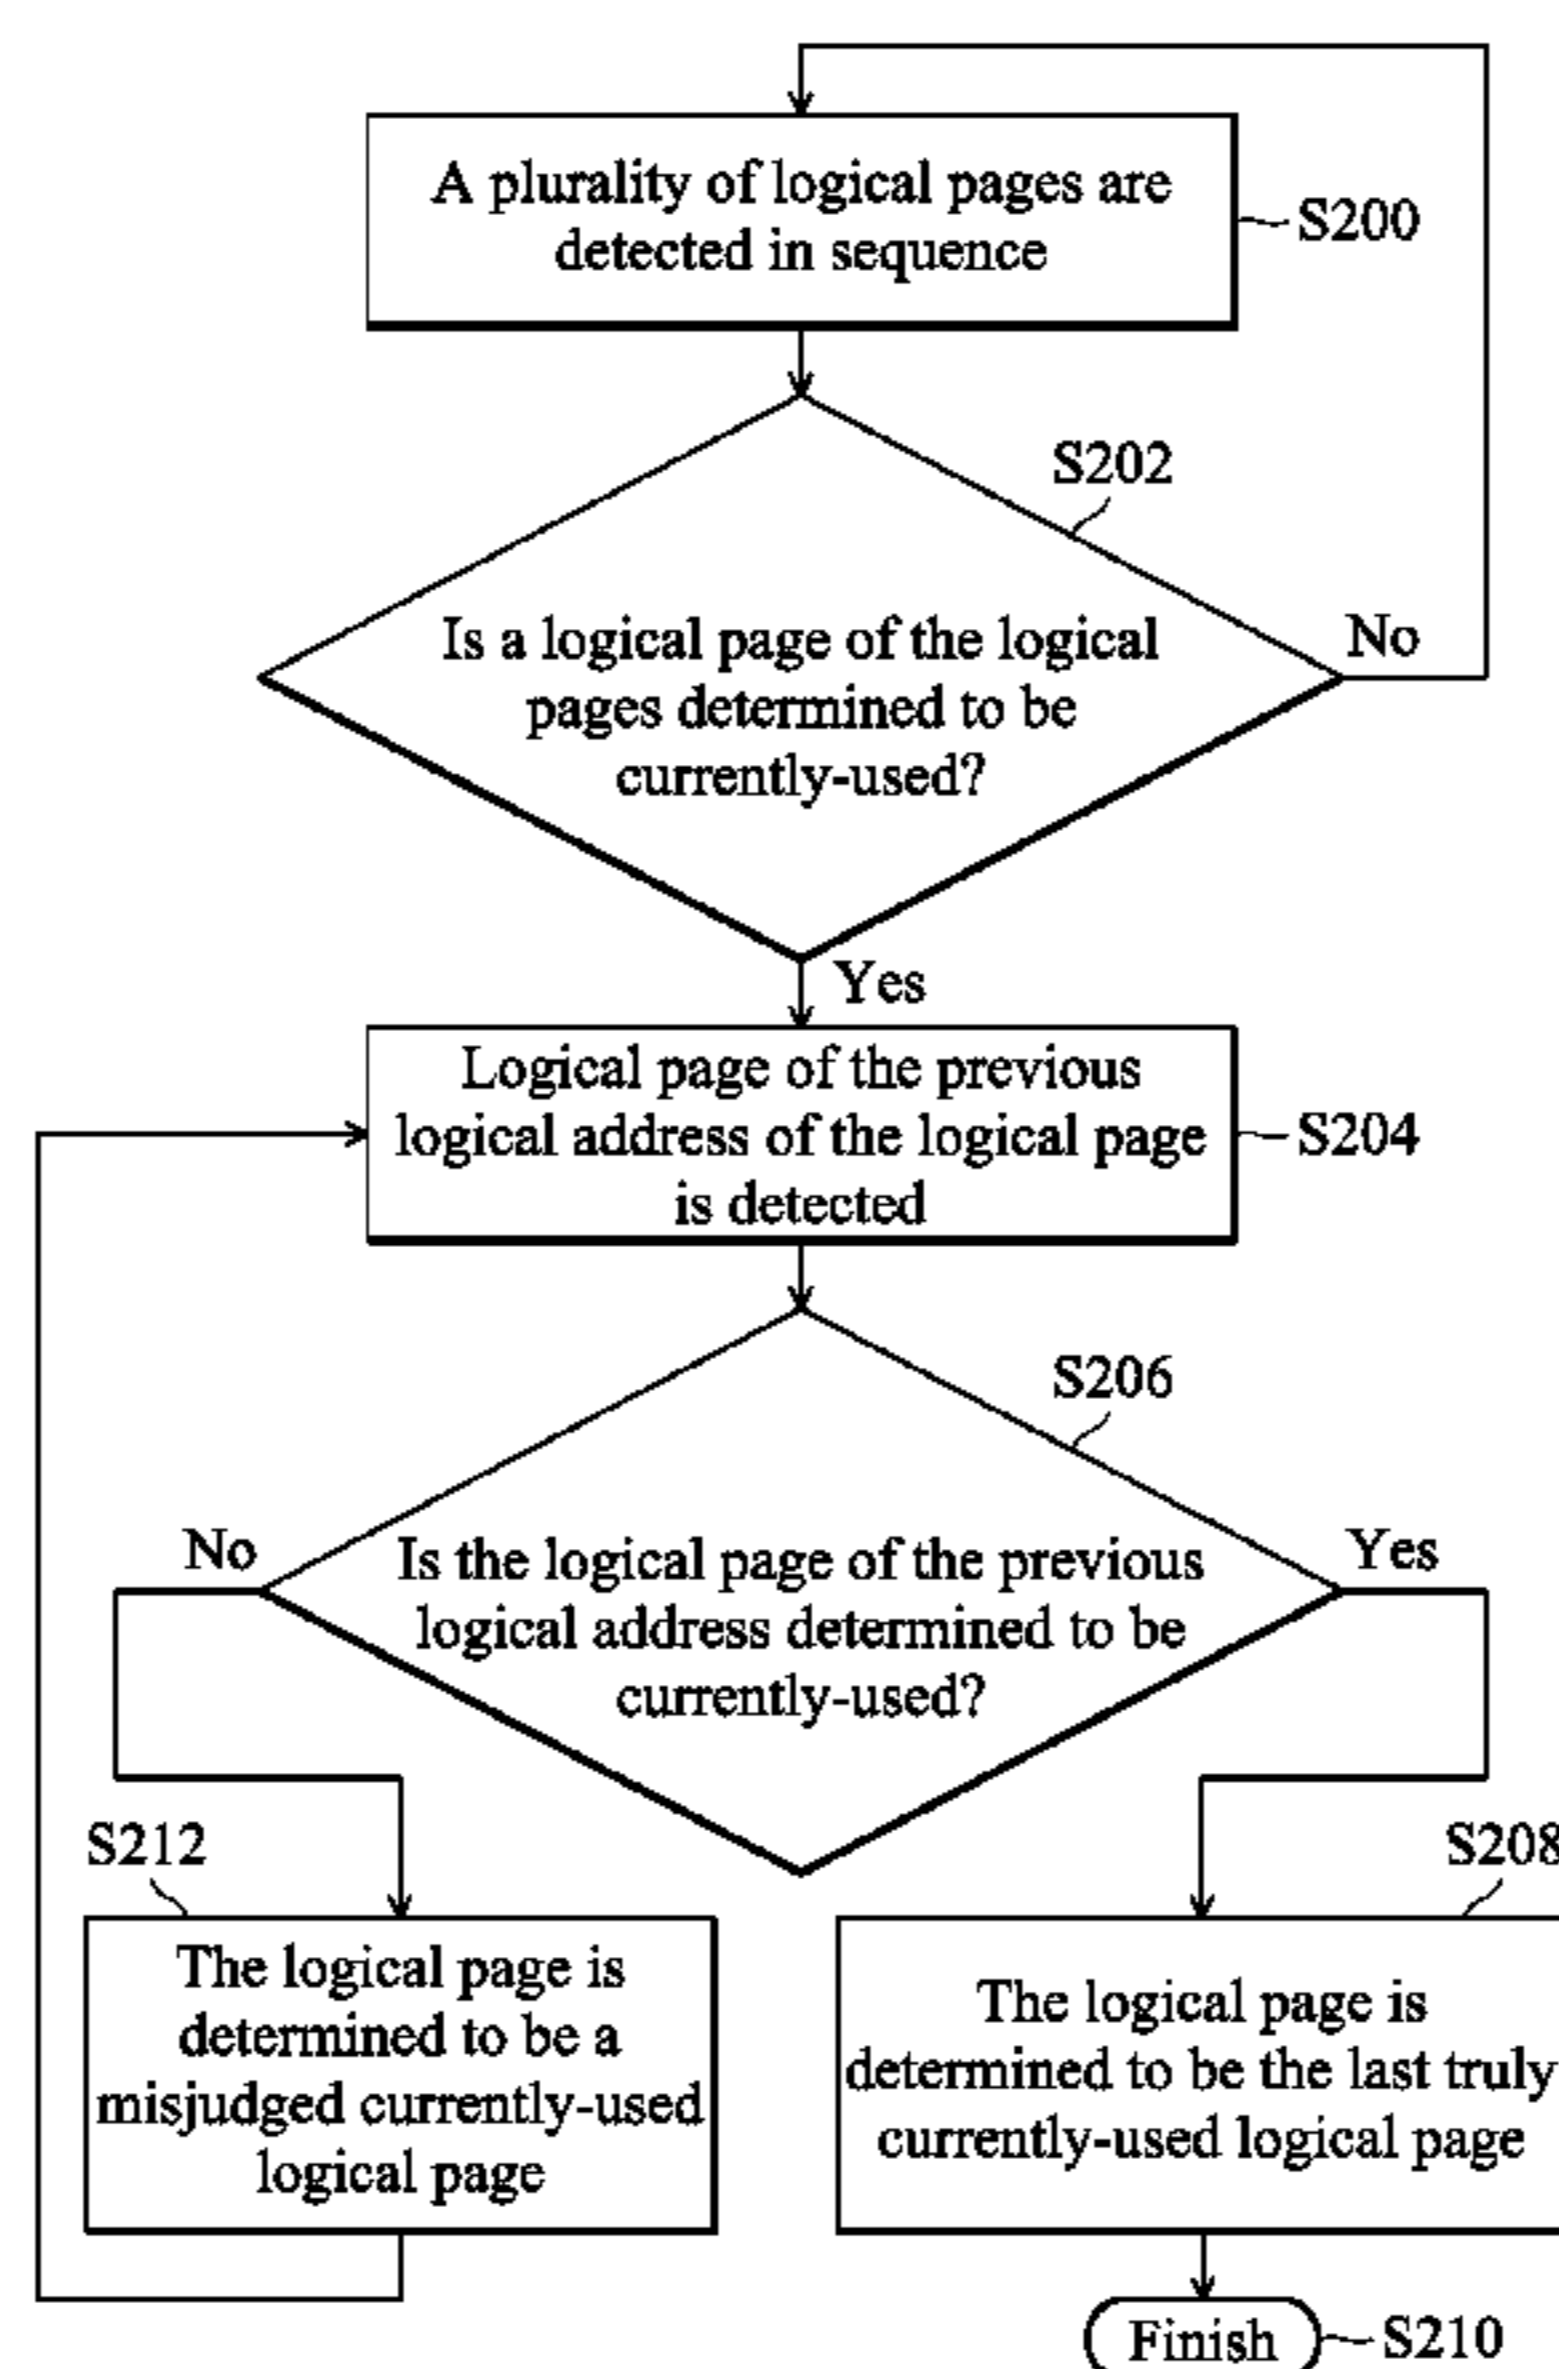 A plurality of logical pages are
detected in sequence
S200
S202
Is a logical page of the logical
pages determined to be
currently-used?
No
Yes
Logical page of the previous
logical address of the logical page
is detected
S204
S206
No
Is the logical page of the previous
logical address determined to be
currently-used?
Yes
S212
The logical page is
determined to be a
misjudged currently-used
logical page
S208
The logical page is
determined to be the last truly
currently-used logical page
Finish
S210